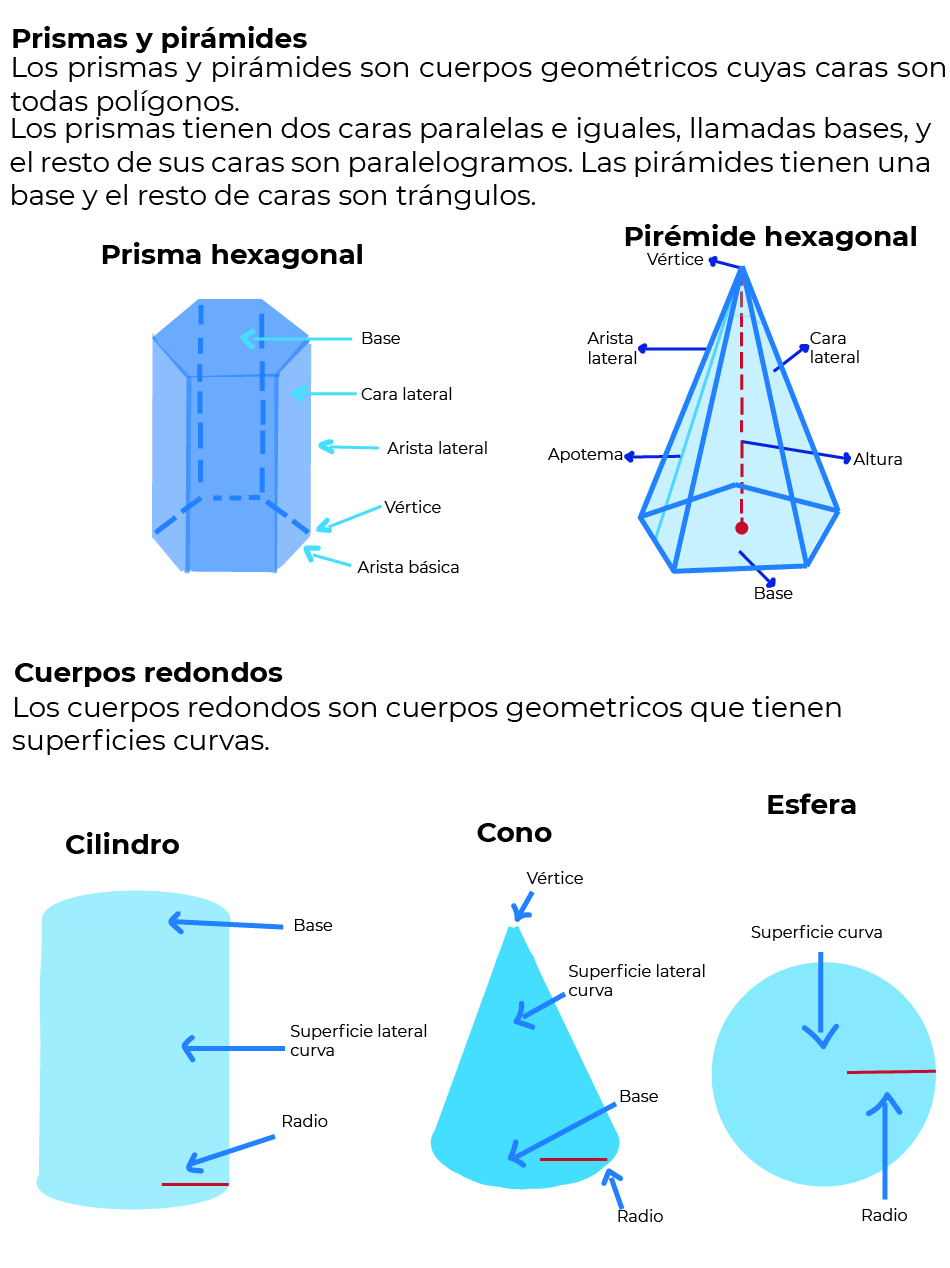 Prismas y pirámides
Los prismas y pirámides son cuerpos geométricos cuyas caras son
todas polígonos.
Los prismas tienen dos caras paralelas e iguales, llamadas bases, y
el resto de sus caras son paralelogramos. Las pirámides tienen una
base y el resto de caras son trángulos.
Prisma hexagonal
Base
Cara lateral
Arista lateral
Vértice
Arista básica
Pirémide hexagonal
Vértice
Arista
lateral
Cara
lateral
Apotema
Altura
Base
Cuerpos redondos
Los cuerpos redondos son cuerpos geometricos que tienen
superficies curvas.
Cilindro
Base
Superficie lateral
curva
Radio
Cono
Vértice
Superficie lateral
curva
Base
Radio
Esfera
Superficie curva
Radio